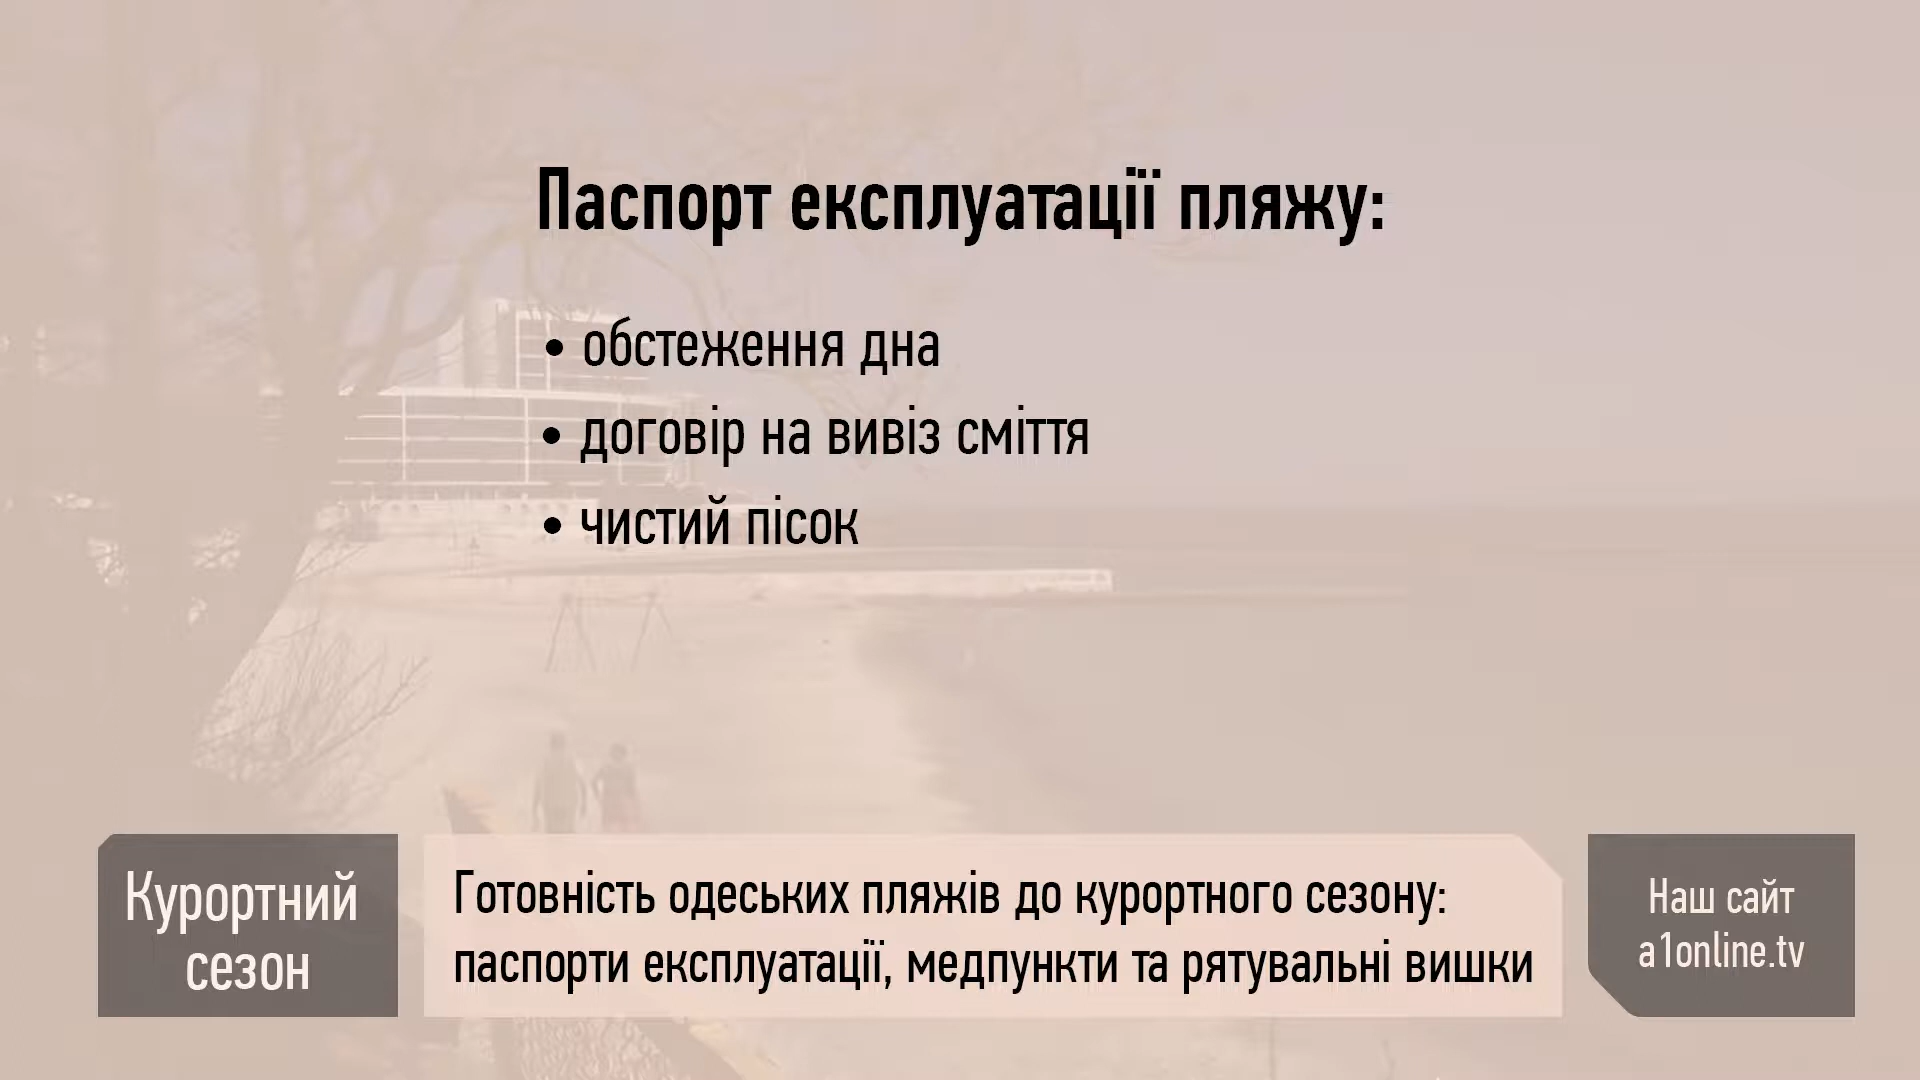 Паспорт експлуатації пляжу:
• обстеження дна
• договір на вивіз сміття
• чистий пісок
Курортний
сезон
Готовність одеських пляжів до курортного сезону:
паспорти експлуатації, медпункти та рятувальні вишки
Наш сайт
a1online.tv